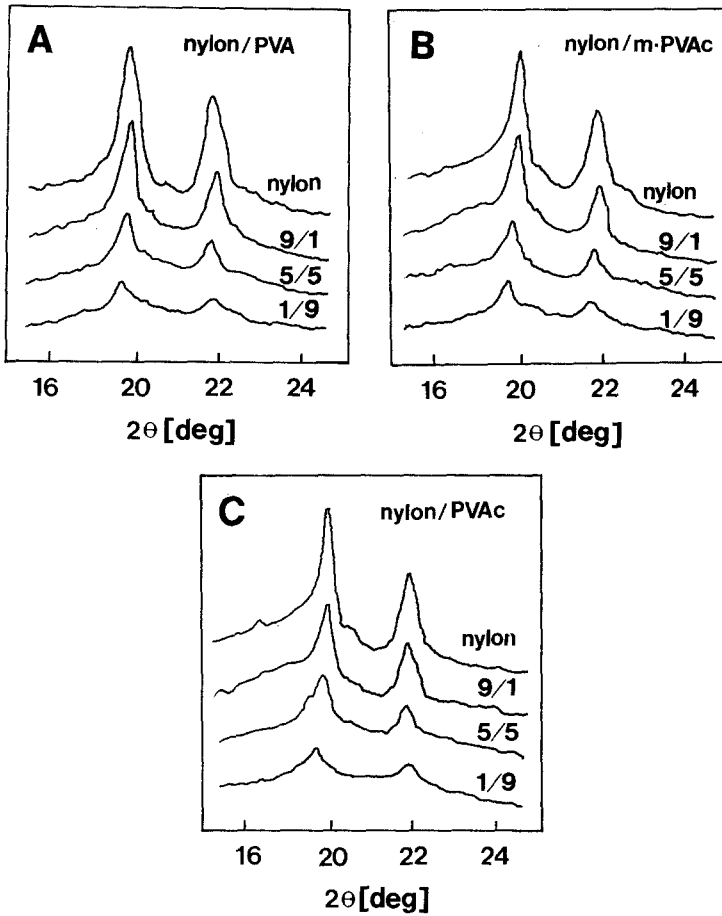 A
nylon/PVA
nylon
9/1
5/5
1/9
16 20 22 24
2θ [deg]
B
nylon/m·PVAc
nylon
9/1
5/5
1/9
16 20 22 24
2θ [deg]
C
nylon/PVAc
nylon
9/1
5/5
1/9
16 20 22 24
2θ [deg]